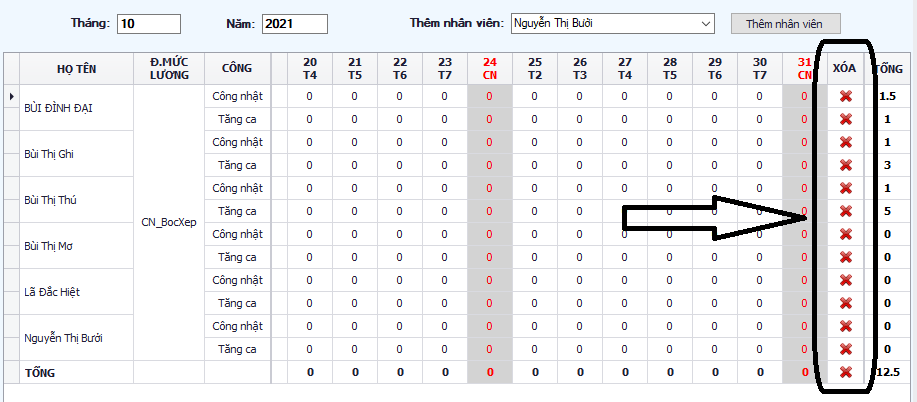 Tháng: 10 Năm: 2021 Thêm nhân viên: Nguyễn Thị Bưởi Thêm nhân viên
HỌ TÊN Đ.MỨC LƯƠNG CÔNG 20 T4 21 T5 22 T6 23 T7 24 CN 25 T2 26 T3 27 T4 28 T5 29 T6 30 T7 31 CN XÓA TỔNG
BÙI ĐÌNH ĐẠI CN_BocXep Công nhật 0 0 0 0 0 0 0 0 0 0 0 0 1.5
Tăng ca 0 0 0 0 0 0 0 0 0 0 0 0 1
Bùi Thị Ghi Công nhật 0 0 0 0 0 0 0 0 0 0 0 0 1
Tăng ca 0 0 0 0 0 0 0 0 0 0 0 0 3
Bùi Thị Thú Công nhật 0 0 0 0 0 0 0 0 0 0 0 0 1
Tăng ca 0 0 0 0 0 0 0 0 0 0 0 0 5
Bùi Thị Mơ Công nhật 0 0 0 0 0 0 0 0 0 0 0 0 0
Tăng ca 0 0 0 0 0 0 0 0 0 0 0 0 0
Lã Đắc Hiệt Công nhật 0 0 0 0 0 0 0 0 0 0 0 0 0
Tăng ca 0 0 0 0 0 0 0 0 0 0 0 0 0
Nguyễn Thị Bưởi Công nhật 0 0 0 0 0 0 0 0 0 0 0 0 0
Tăng ca 0 0 0 0 0 0 0 0 0 0 0 0 0
TỔNG 0 0 0 0 0 0 0 0 0 0 0 0 12.5